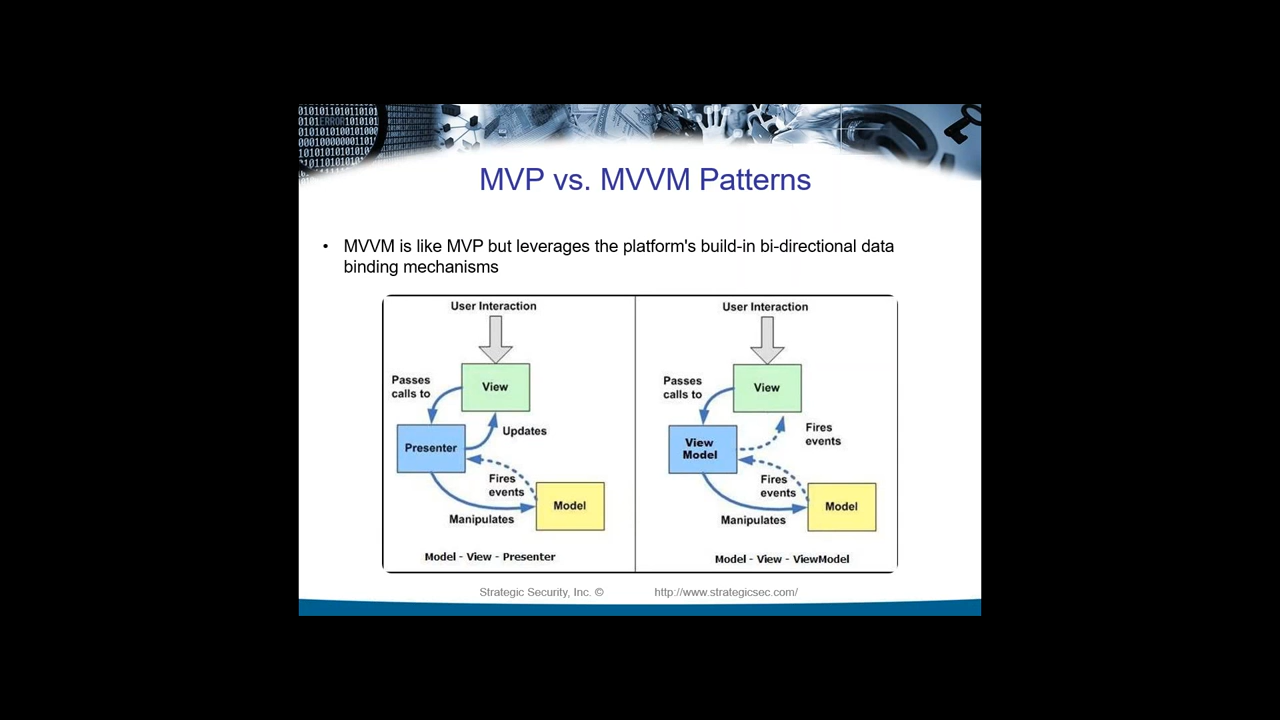 MVP vs. MVVM Patterns
• MVVM is like MVP but leverages the platform's build-in bi-directional data
binding mechanisms
User Interaction
View
Passes
calls to
Updates
Presenter
Fires
events
Model
Manipulates
Model - View - Presenter
User Interaction
View
Passes
calls to
Fires
events
View
Model
Fires
events
Model
Manipulates
Model - View - ViewModel
Strategic Security, Inc. © http://www.strategicsec.com/